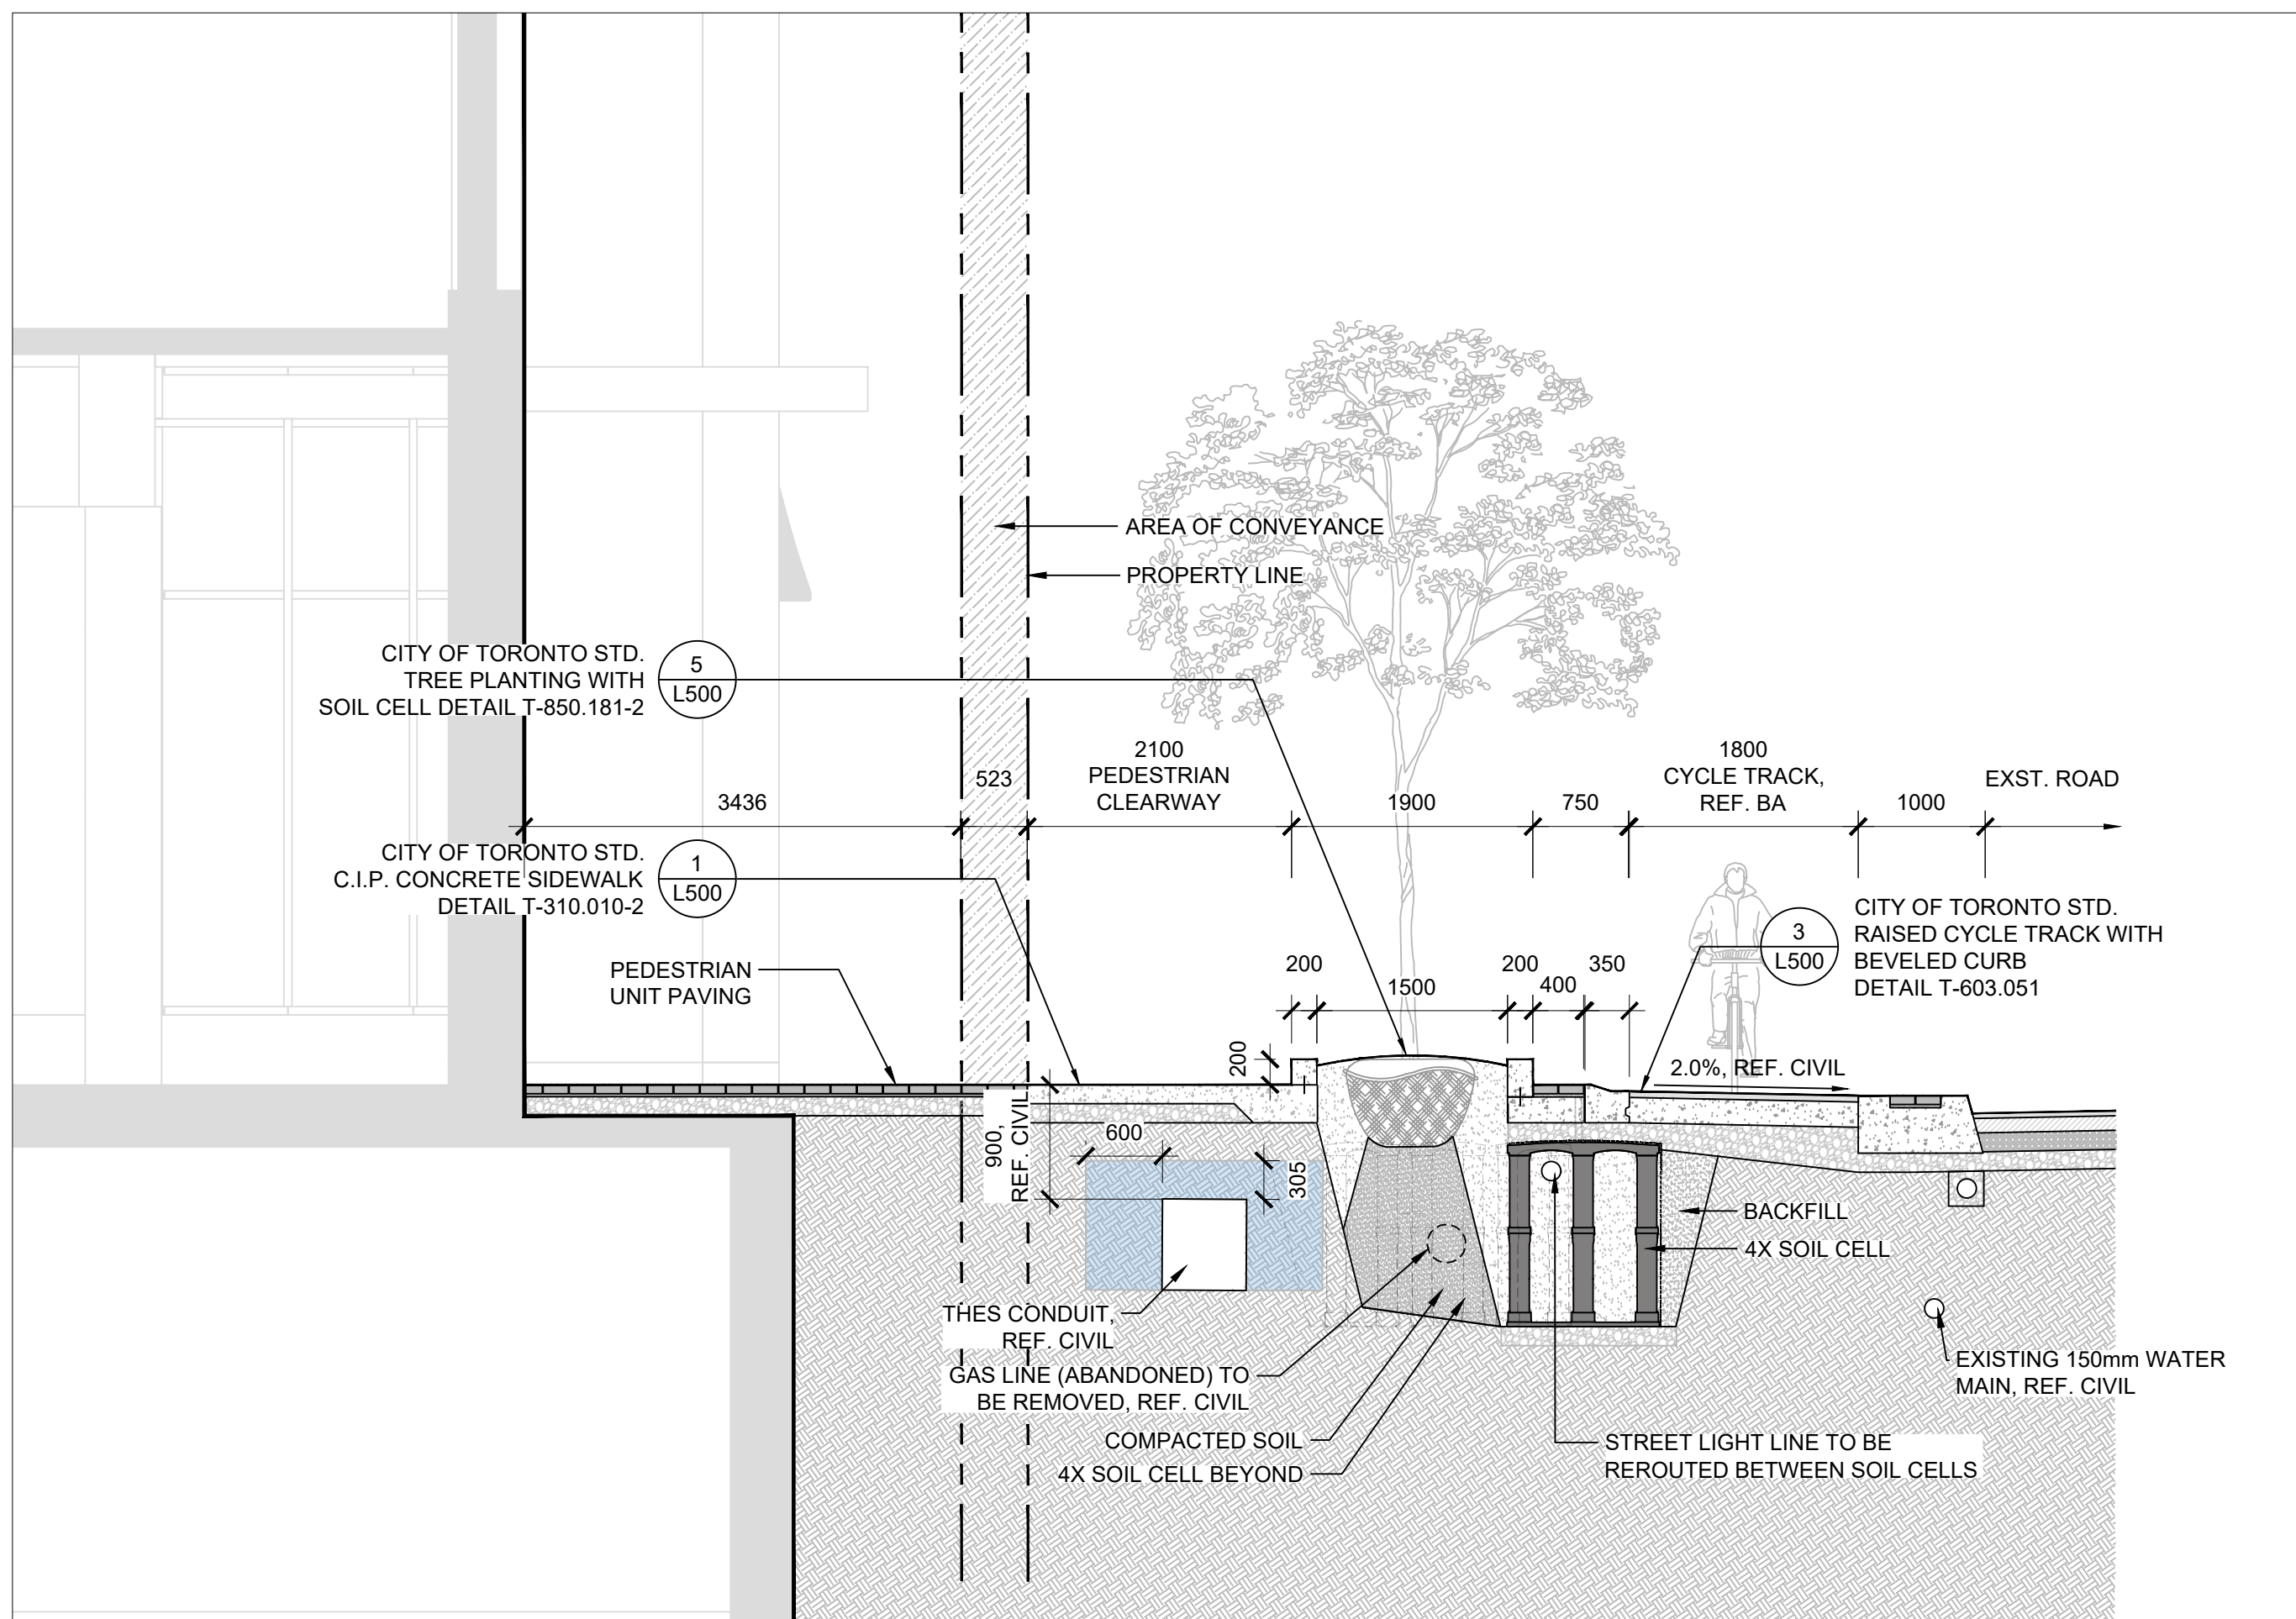 AREA OF CONVEYANCE
PROPERTY LINE
CITY OF TORONTO STD.
TREE PLANTING WITH
SOIL CELL DETAIL T-850.181-2
5
L500
3436
523
2100
PEDESTRIAN
CLEARWAY
1900
750
1800
CYCLE TRACK,
REF. BA
1000
EXST. ROAD
CITY OF TORONTO STD.
C.I.P. CONCRETE SIDEWALK
DETAIL T-310.010-2
1
L500
PEDESTRIAN
UNIT PAVING
200
1500
200
400
350
3
L500
CITY OF TORONTO STD.
RAISED CYCLE TRACK WITH
BEVELED CURB
DETAIL T-603.051
200
2.0%, REF. CIVIL
900,
REF. CIVIL
600
305
BACKFILL
4X SOIL CELL
THES CONDUIT,
REF. CIVIL
GAS LINE (ABANDONED) TO
BE REMOVED, REF. CIVIL
COMPACTED SOIL
4X SOIL CELL BEYOND
STREET LIGHT LINE TO BE
REROUTED BETWEEN SOIL CELLS
EXISTING 150mm WATER
MAIN, REF. CIVIL